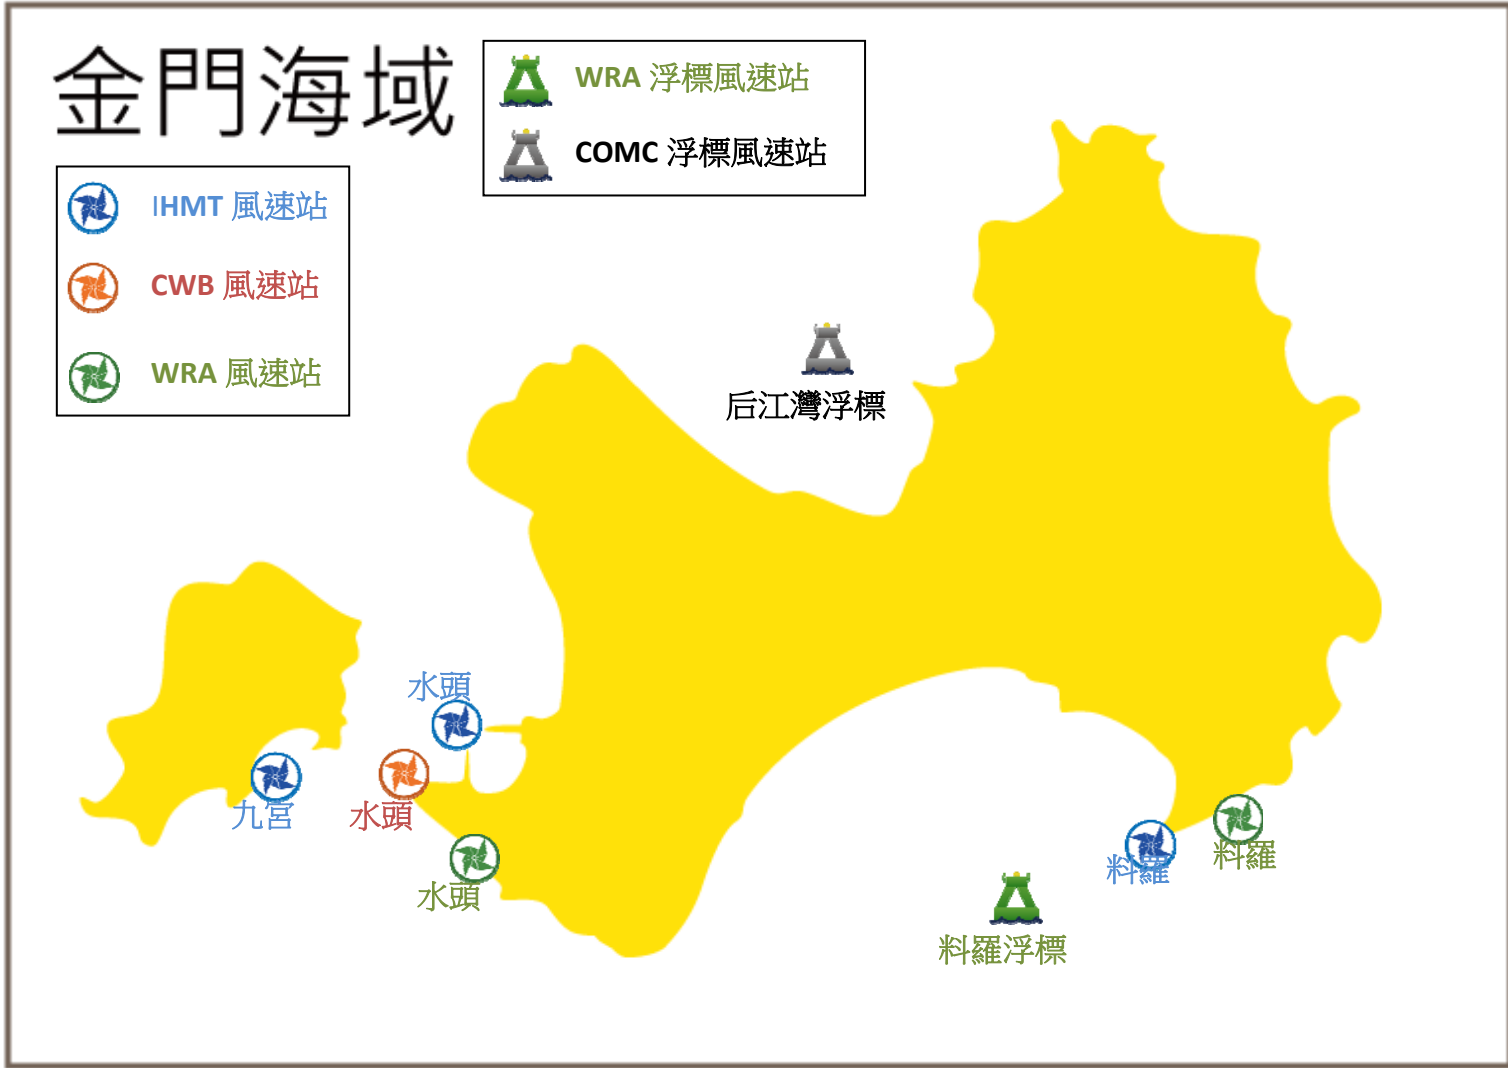 金門海域
WRA 浮標風速站
COMC 浮標風速站
IHMT 風速站
CWB 風速站
WRA 風速站
后江灣浮標
水頭
九宮
水頭
水頭
料羅
料羅
料羅浮標